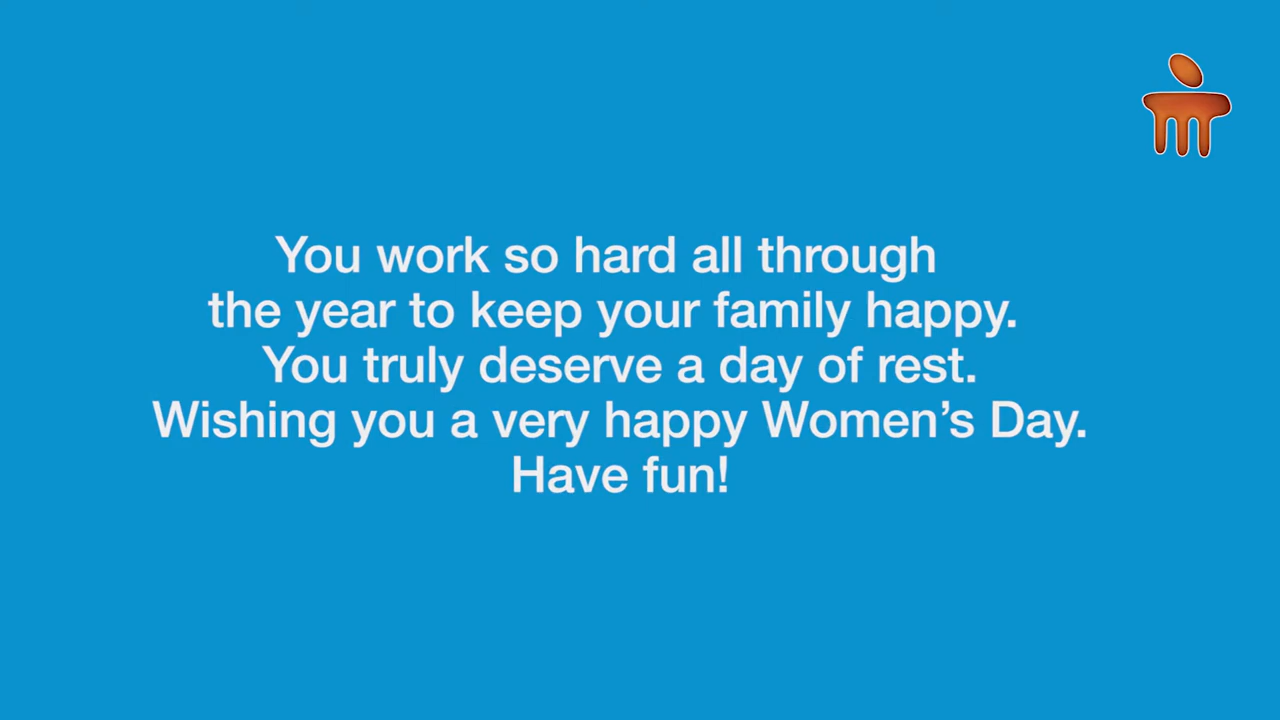 You work so hard all through
the year to keep your family happy.
You truly deserve a day of rest.
Wishing you a very happy Women’s Day.
Have fun!